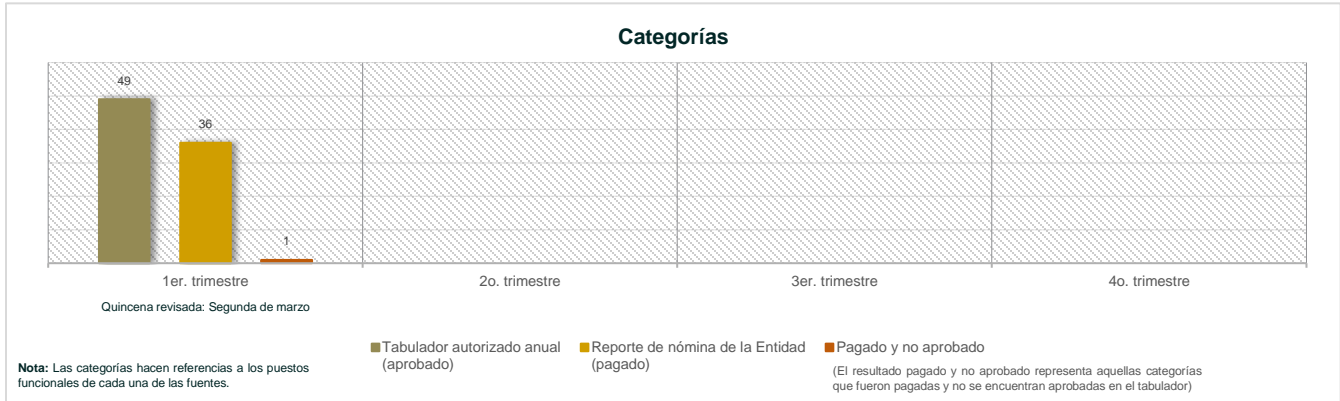 Categorías
49
36
1
1er. trimestre
2o. trimestre
3er. trimestre
4o. trimestre
Quincena revisada: Segunda de marzo
Tabulador autorizado anual
(aprobado)
Reporte de nómina de la Entidad
(pagado)
Pagado y no aprobado
(El resultado pagado y no aprobado representa aquellas categorías
que fueron pagadas y no se encuentran aprobadas en el tabulador)
Nota: Las categorías hacen referencias a los puestos
funcionales de cada una de las fuentes.